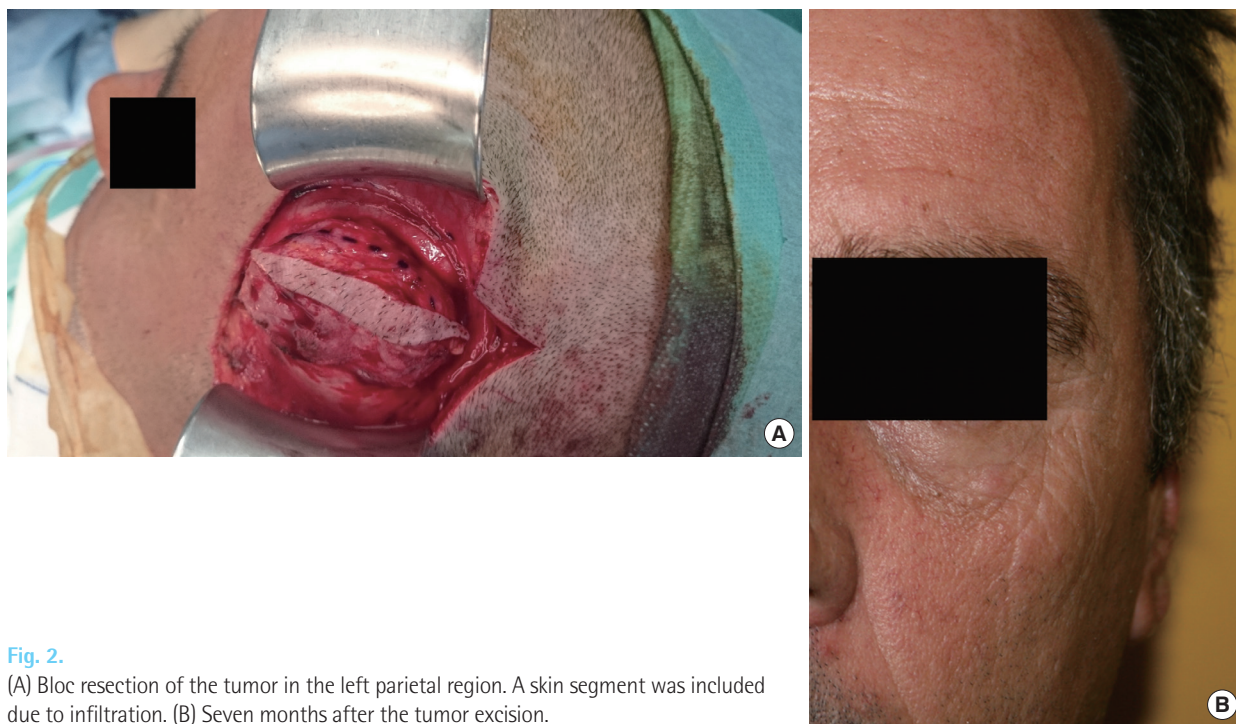 A
B
Fig. 2.
(A) Bloc resection of the tumor in the left parietal region. A skin segment was included
due to infiltration. (B) Seven months after the tumor excision.